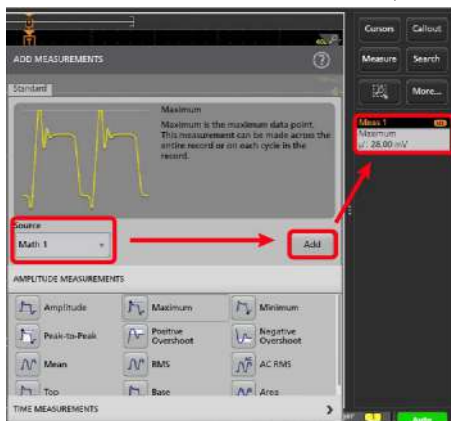 Cursors
Callout
Measure
Search
More...
ADD MEASUREMENTS
?
Standard
Maximum
Maximum is the maximum data point.
This measurement can be made across the
entire record or on each cycle in the
record.
Meas 1
Maximum
µ': 28.00 mV
Source
Math 1
Add
AMPLITUDE MEASUREMENTS
Amplitude
Maximum
Minimum
Peak-to-Peak
Positive
Overshoot
Negative
Overshoot
Mean
RMS
AC RMS
Top
Base
Area
TIME MEASUREMENTS